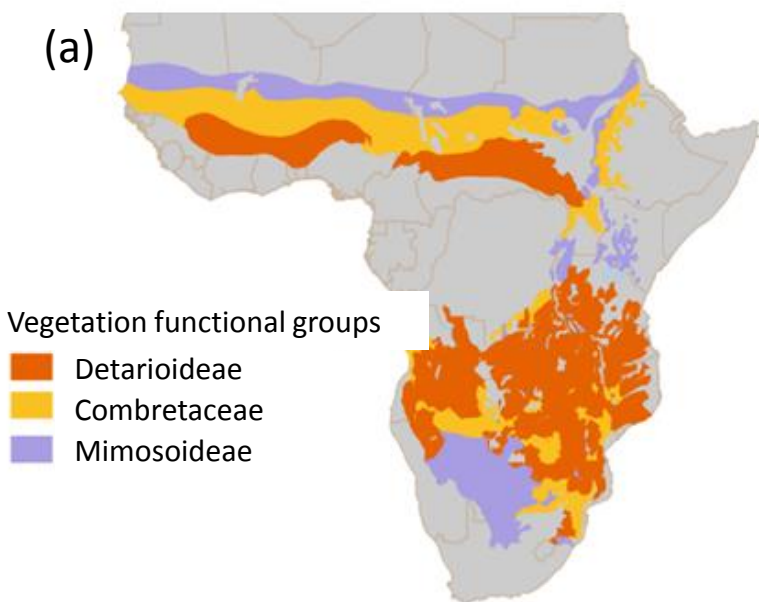 (a)
Vegetation functional groups
Detarioideae
Combretaceae
Mimosoideae